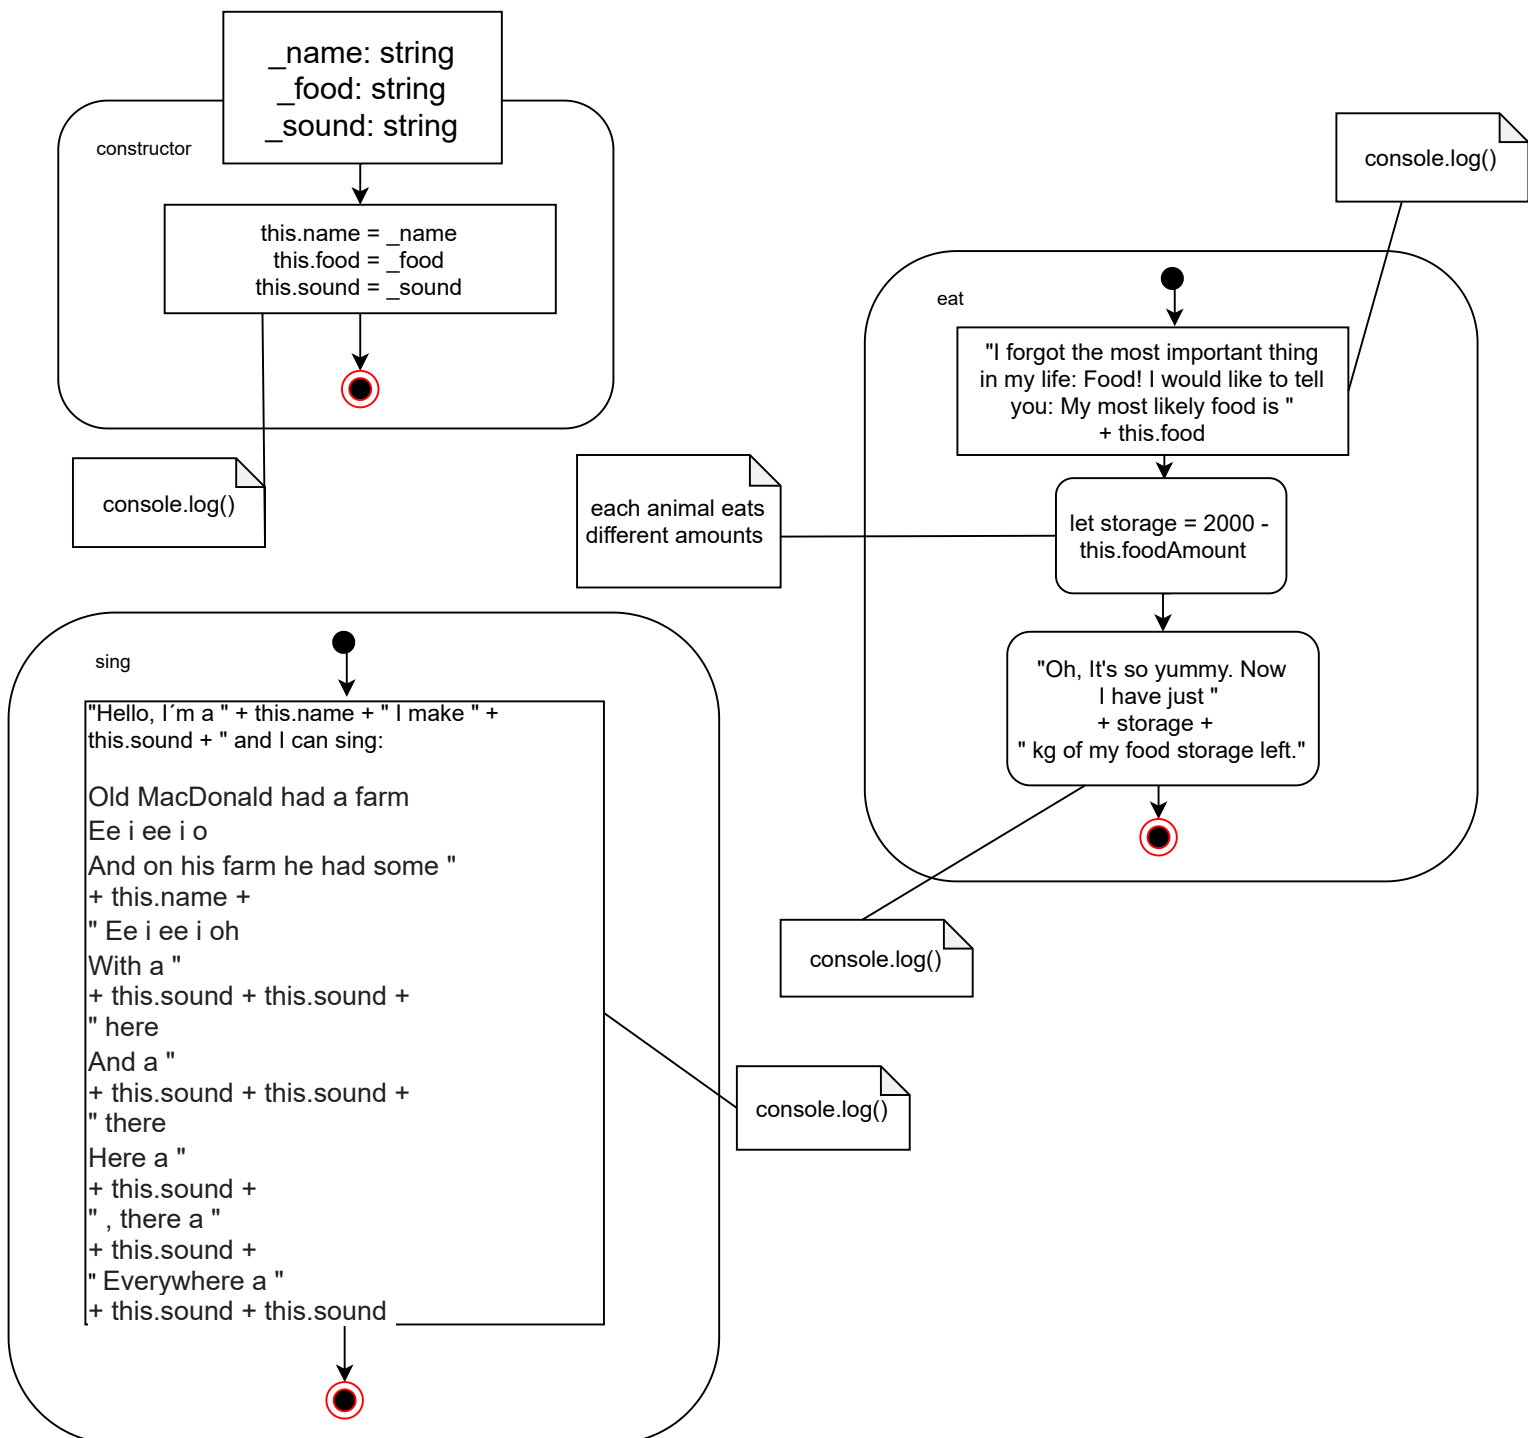 _name: string
_food: string
_sound: string
constructor
this.name = _name
this.food = _food
this.sound = _sound
console.log()
console.log()
eat
"I forgot the most important thing
in my life: Food! I would like to tell
you: My most likely food is "
+ this.food
each animal eats
different amounts
let storage = 2000 -
this.foodAmount
"Oh, It's so yummy. Now
I have just "
+ storage +
" kg of my food storage left."
console.log()
sing
"Hello, I´m a " + this.name + " I make " +
this.sound + " and I can sing:
Old MacDonald had a farm
Ee i ee i o
And on his farm he had some "
+ this.name +
" Ee i ee i oh
With a "
+ this.sound + this.sound +
" here
And a "
+ this.sound + this.sound +
" there
Here a "
+ this.sound +
" , there a "
+ this.sound +
" Everywhere a "
+ this.sound + this.sound
console.log()